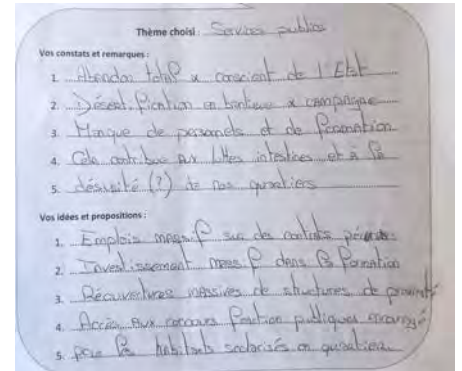 Thème choisi : Services publics
Vos constats et remarques :
1. Abandon total & conscient de l'Etat
2. Désertification en banlieue & campagne
3. Manque de personnels et de formation
4. Cela contribue aux luttes intestines et à la
5. désunité (?) de nos quartiers
Vos idées et propositions :
1. Emplois massif sur des contrats
2. Investissement massif dans la formation
3. Réouvertures massives de structures de proximité
4. Accès aux concours fonction publiques
5. pour les habitants scolarisés en quartiers